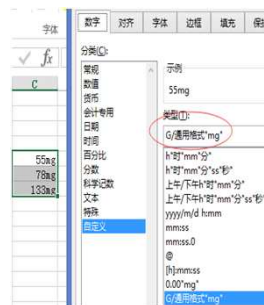 字体
数字 对齐 字体 边框 填充 保护
fx
分类(C):
C
常规
数值
货币
会计专用
日期
时间
百分比
分数
科学记数
文本
特殊
自定义
示例
55mg
类型(T):
G/通用格式"mg"
h"时"mm"分"
h"时"mm"分"ss"秒"
上午/下午h"时"mm"分"
上午/下午h"时"mm"分"ss"秒"
yyyy/m/d h:mm
mm:ss
mm:ss.0
@
[h]:mm:ss
0.00"mg"
G/通用格式"mg"
55mg
78mg
133mg